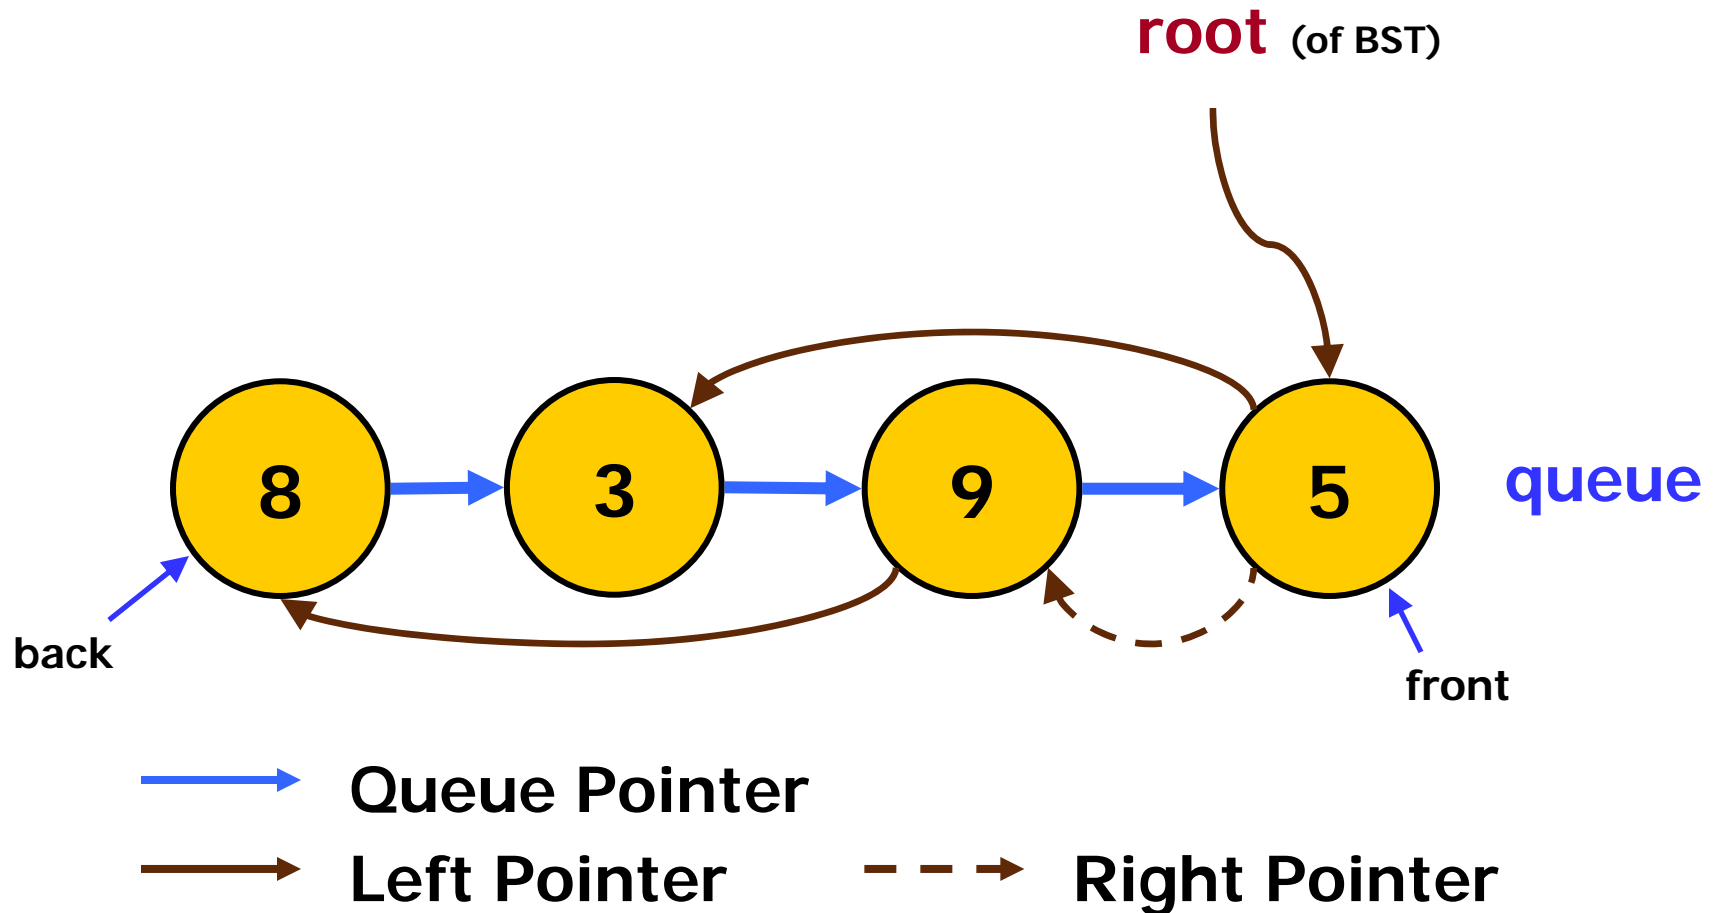 root (of BST)
8 3 9 5 queue
back
front
Queue Pointer
Left Pointer Right Pointer